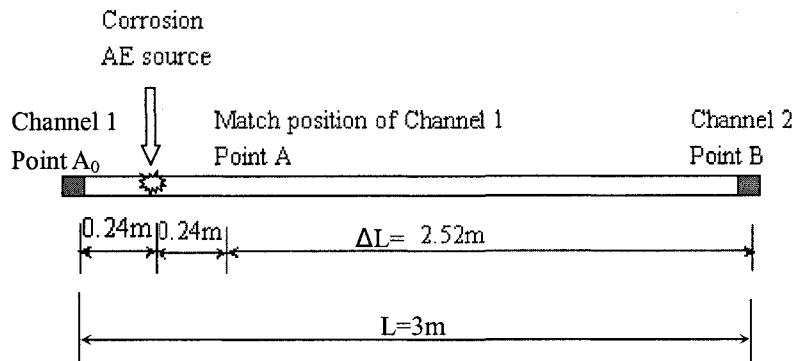 Corrosion
AE source
Channel 1
Point A₀
Match position of Channel 1
Point A
Channel 2
Point B
0.24m
0.24m
ΔL= 2.52m
L=3m